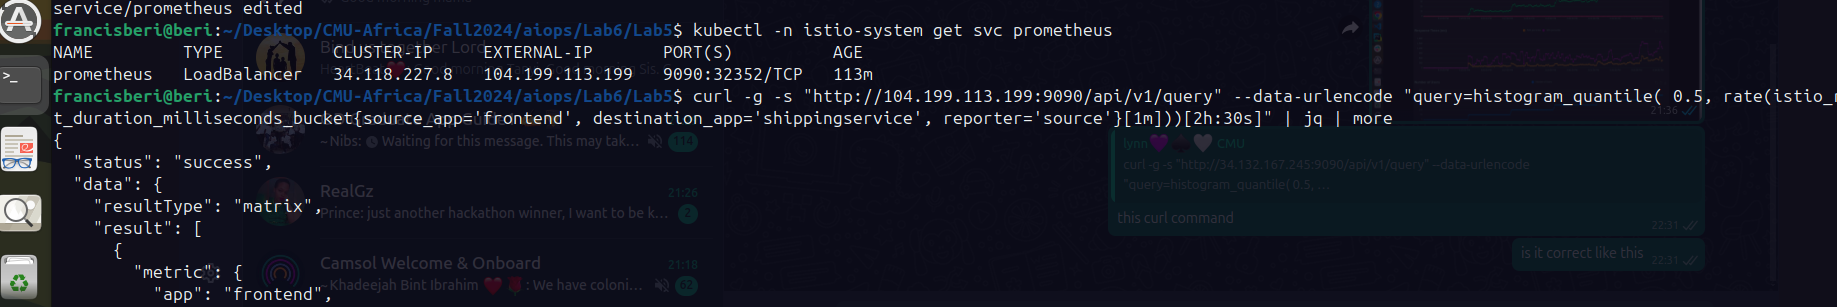 service/prometheus edited
francisberi@beri:~/Desktop/CMU-Africa/Fall2024/aiops/Lab6/Lab5$ kubectl -n istio-system get svc prometheus
NAME TYPE CLUSTER-IP EXTERNAL-IP PORT(S) AGE
prometheus LoadBalancer 34.118.227.8 104.199.113.199 9090:32352/TCP 113m
francisberi@beri:~/Desktop/CMU-Africa/Fall2024/aiops/Lab6/Lab5$ curl -g -s "http://104.199.113.199:9090/api/v1/query" --data-urlencode "query=histogram_quantile( 0.5, rate(istio_r
t_duration_milliseconds_bucket{source_app='frontend', destination_app='shippingservice', reporter='source'}[1m]))[2h:30s]" | jq | more
{
"status": "success",
"data": {
"resultType": "matrix",
"result": [
{
"metric": {
"app": "frontend",
~Nibs: Waiting for this message. This may tak... 114
RealGz 21:26
Prince: just another hackathon winner, I want to be k... 2
Camsol Welcome & Onboard 21:18
~Khadeejah Bint Ibrahim : We have coloni... 62
21:36
lynn CMU
curl -g -s "http://34.132.167.245:9090/api/v1/query" --data-urlencode
"query=histogram_quantile( 0.5, ...
this curl command
22:31
is it correct like this 22:31